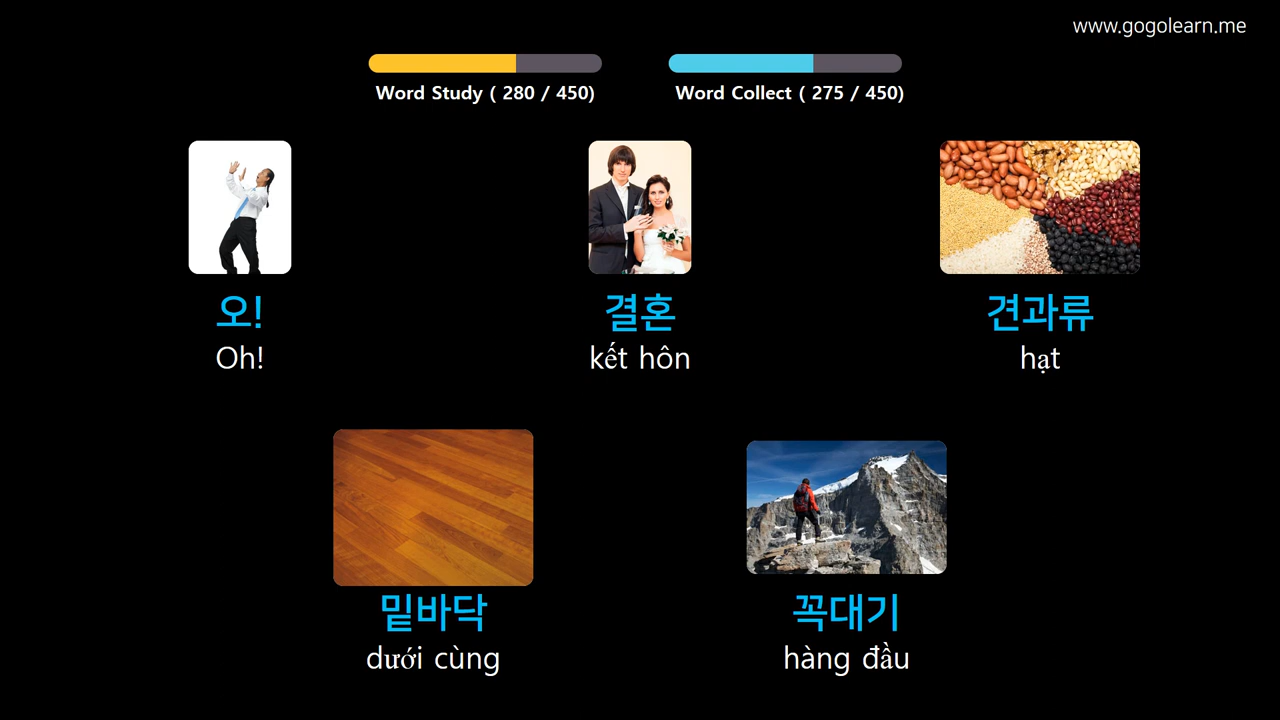 www.gogolearn.me
Word Study ( 280 / 450)
Word Collect ( 275 / 450)
오!
Oh!
결혼
kết hôn
견과류
hạt
밑바닥
dưới cùng
꼭대기
hàng đầu